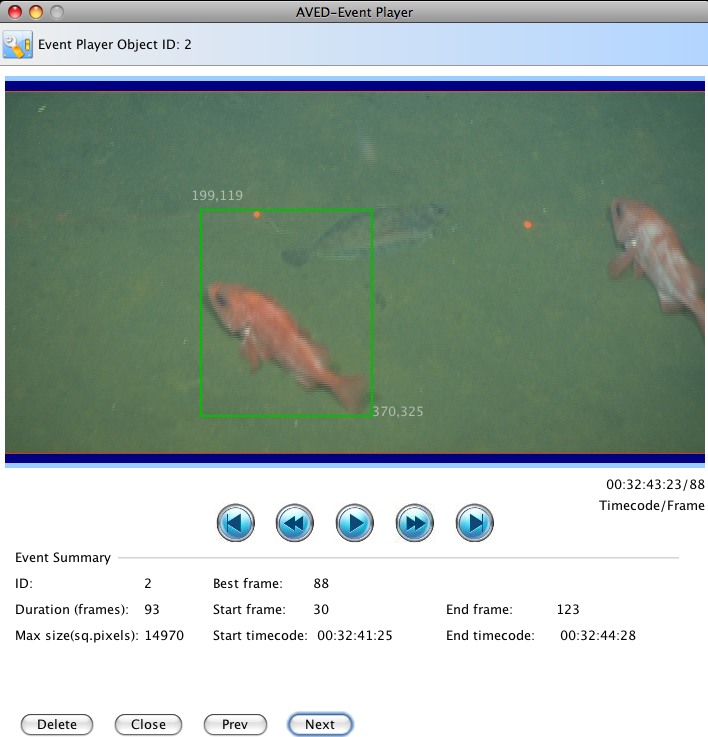 AVED-Event Player
Event Player Object ID: 2
199,119
370,325
00:32:43:23/88
Timecode/Frame
Event Summary
ID: 2 Best frame: 88
Duration (frames): 93 Start frame: 30 End frame: 123
Max size(sq.pixels): 14970 Start timecode: 00:32:41:25 End timecode: 00:32:44:28
Delete Close Prev Next